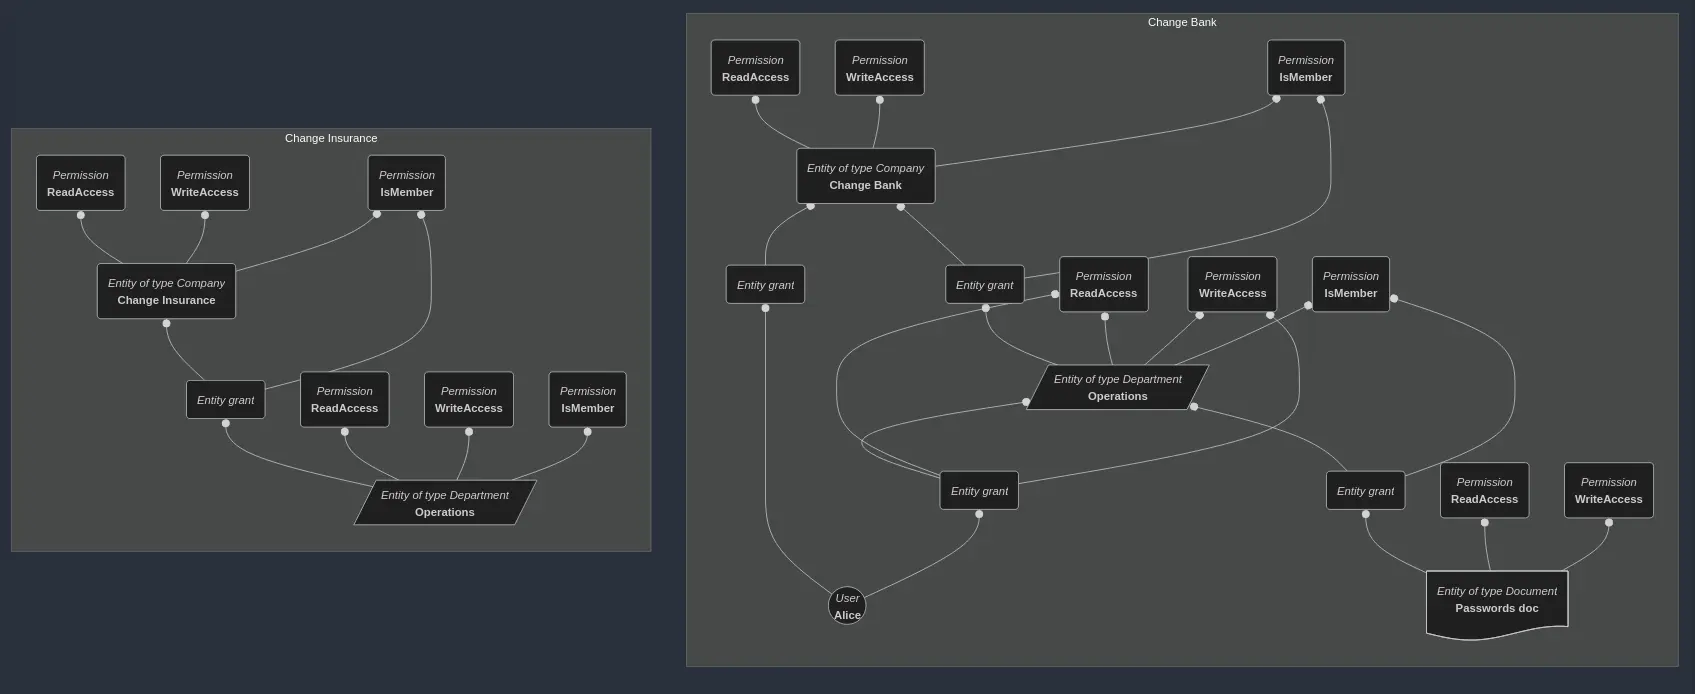 Change Insurance
Permission
ReadAccess
Permission
WriteAccess
Permission
IsMember
Entity of type Company
Change Insurance
Entity grant
Permission
ReadAccess
Permission
WriteAccess
Permission
IsMember
Entity of type Department
Operations
Change Bank
Permission
ReadAccess
Permission
WriteAccess
Permission
IsMember
Entity of type Company
Change Bank
Entity grant
Entity grant
Permission
ReadAccess
Permission
WriteAccess
Permission
IsMember
Entity of type Department
Operations
Entity grant
Entity grant
Permission
ReadAccess
Permission
WriteAccess
User
Alice
Entity of type Document
Passwords doc